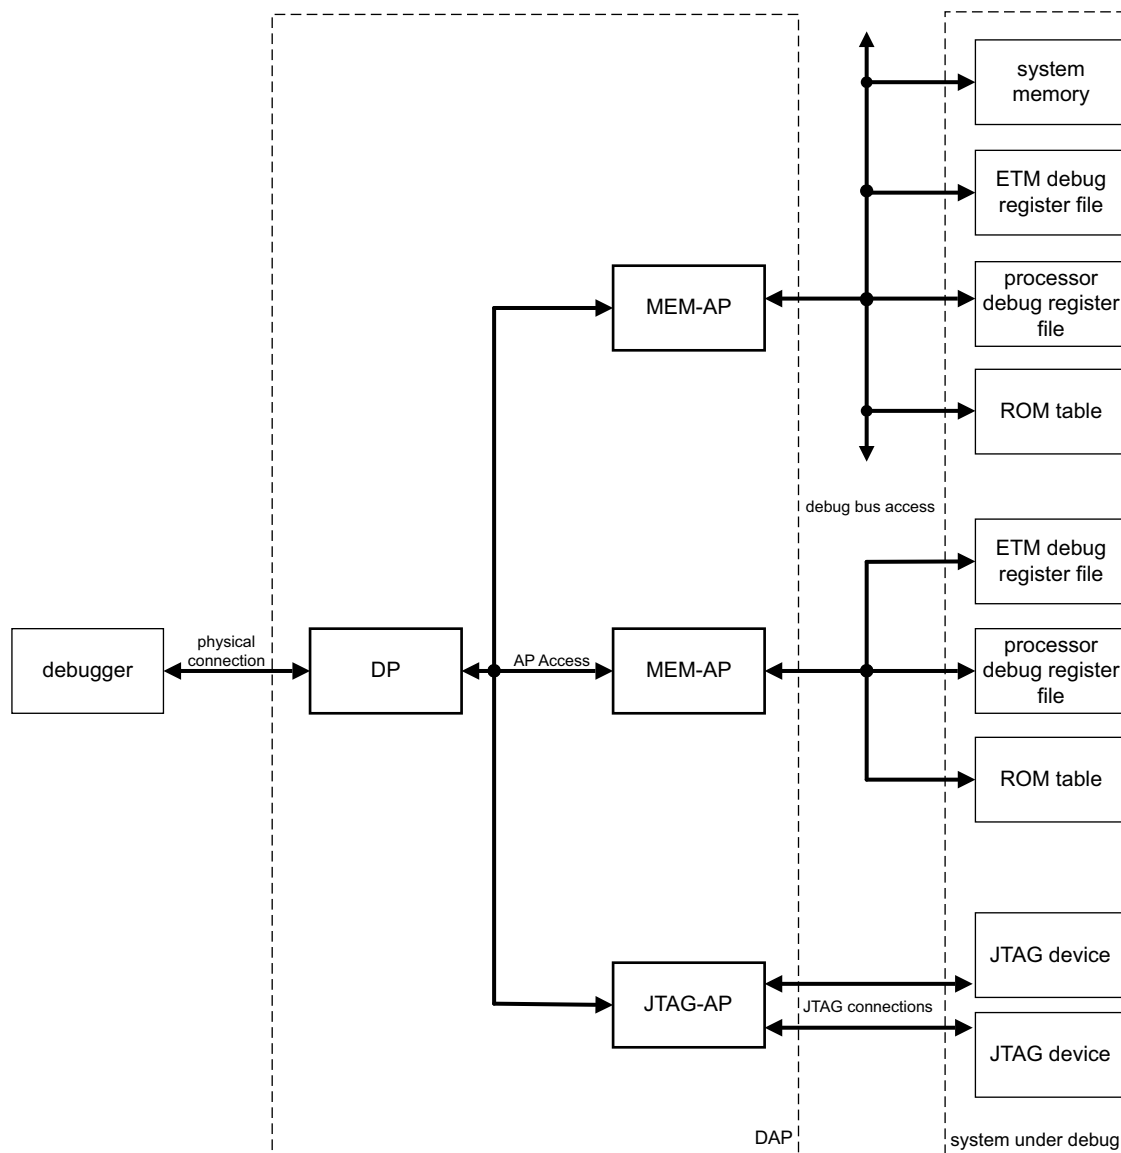 system
memory
ETM debug
register file
processor
debug register
file
MEM-AP
ROM table
debug bus access
ETM debug
register file
physical
connection
debugger
DP
AP Access
MEM-AP
processor
debug register
file
ROM table
JTAG device
JTAG-AP
JTAG connections
JTAG device
DAP
system under debug